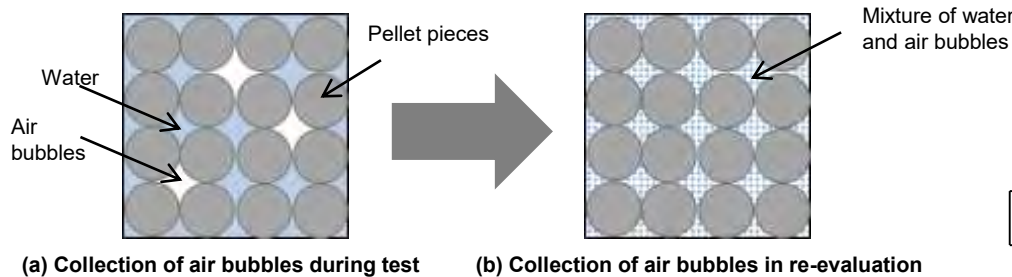 Pellet pieces
Water
Air
bubbles
Mixture of water
and air bubbles
(a) Collection of air bubbles during test
(b) Collection of air bubbles in re-evaluation